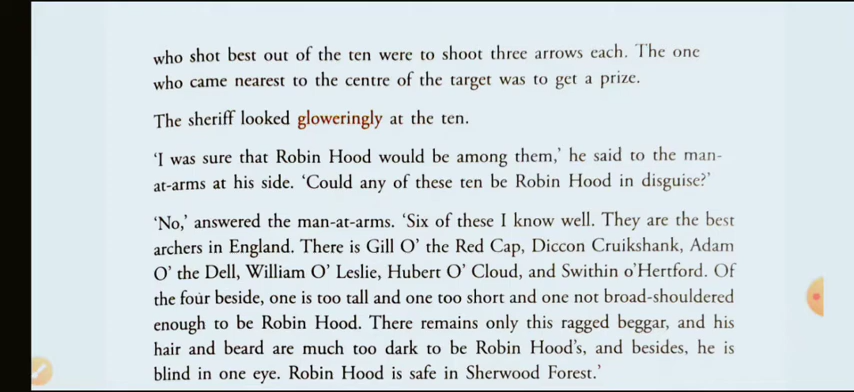 who shot best out of the ten were to shoot three arrows each. The one
who came nearest to the centre of the target was to get a prize.
The sheriff looked gloweringly at the ten.
‘I was sure that Robin Hood would be among them,’ he said to the man-
at-arms at his side. ‘Could any of these ten be Robin Hood in disguise?’
‘No,’ answered the man-at-arms. ‘Six of these I know well. They are the best
archers in England. There is Gill O’ the Red Cap, Diccon Cruikshank, Adam
O’ the Dell, William O’ Leslie, Hubert O’ Cloud, and Swithin o’Hertford. Of
the four beside, one is too tall and one too short and one not broad-shouldered
enough to be Robin Hood. There remains only this ragged beggar, and his
hair and beard are much too dark to be Robin Hood’s, and besides, he is
blind in one eye. Robin Hood is safe in Sherwood Forest.’